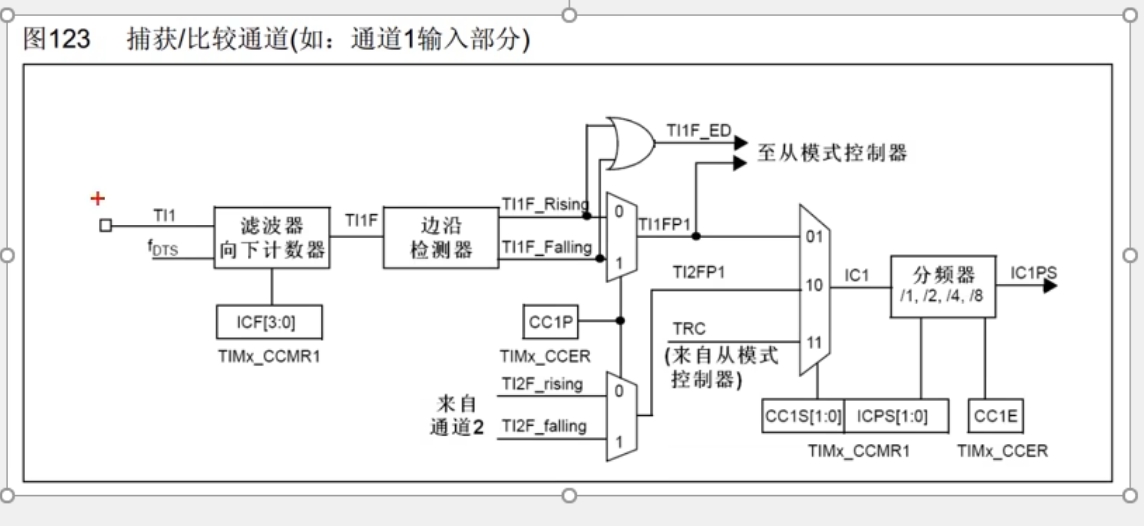 图123 捕获/比较通道(如：通道1输入部分)
TI1F_ED
至从模式控制器
TI1
fDTS
滤波器
向下计数器
TI1F
边沿
检测器
TI1F_Rising
TI1F_Falling
0
1
TI1FP1
01
TI2FP1
10
IC1
分频器
/1, /2, /4, /8
IC1PS
ICF[3:0]
TIMx_CCMR1
CC1P
TIMx_CCER
TRC
(来自从模式
控制器)
11
来自
通道2
TI2F_rising
TI2F_falling
0
1
CC1S[1:0]
ICPS[1:0]
TIMx_CCMR1
CC1E
TIMx_CCER